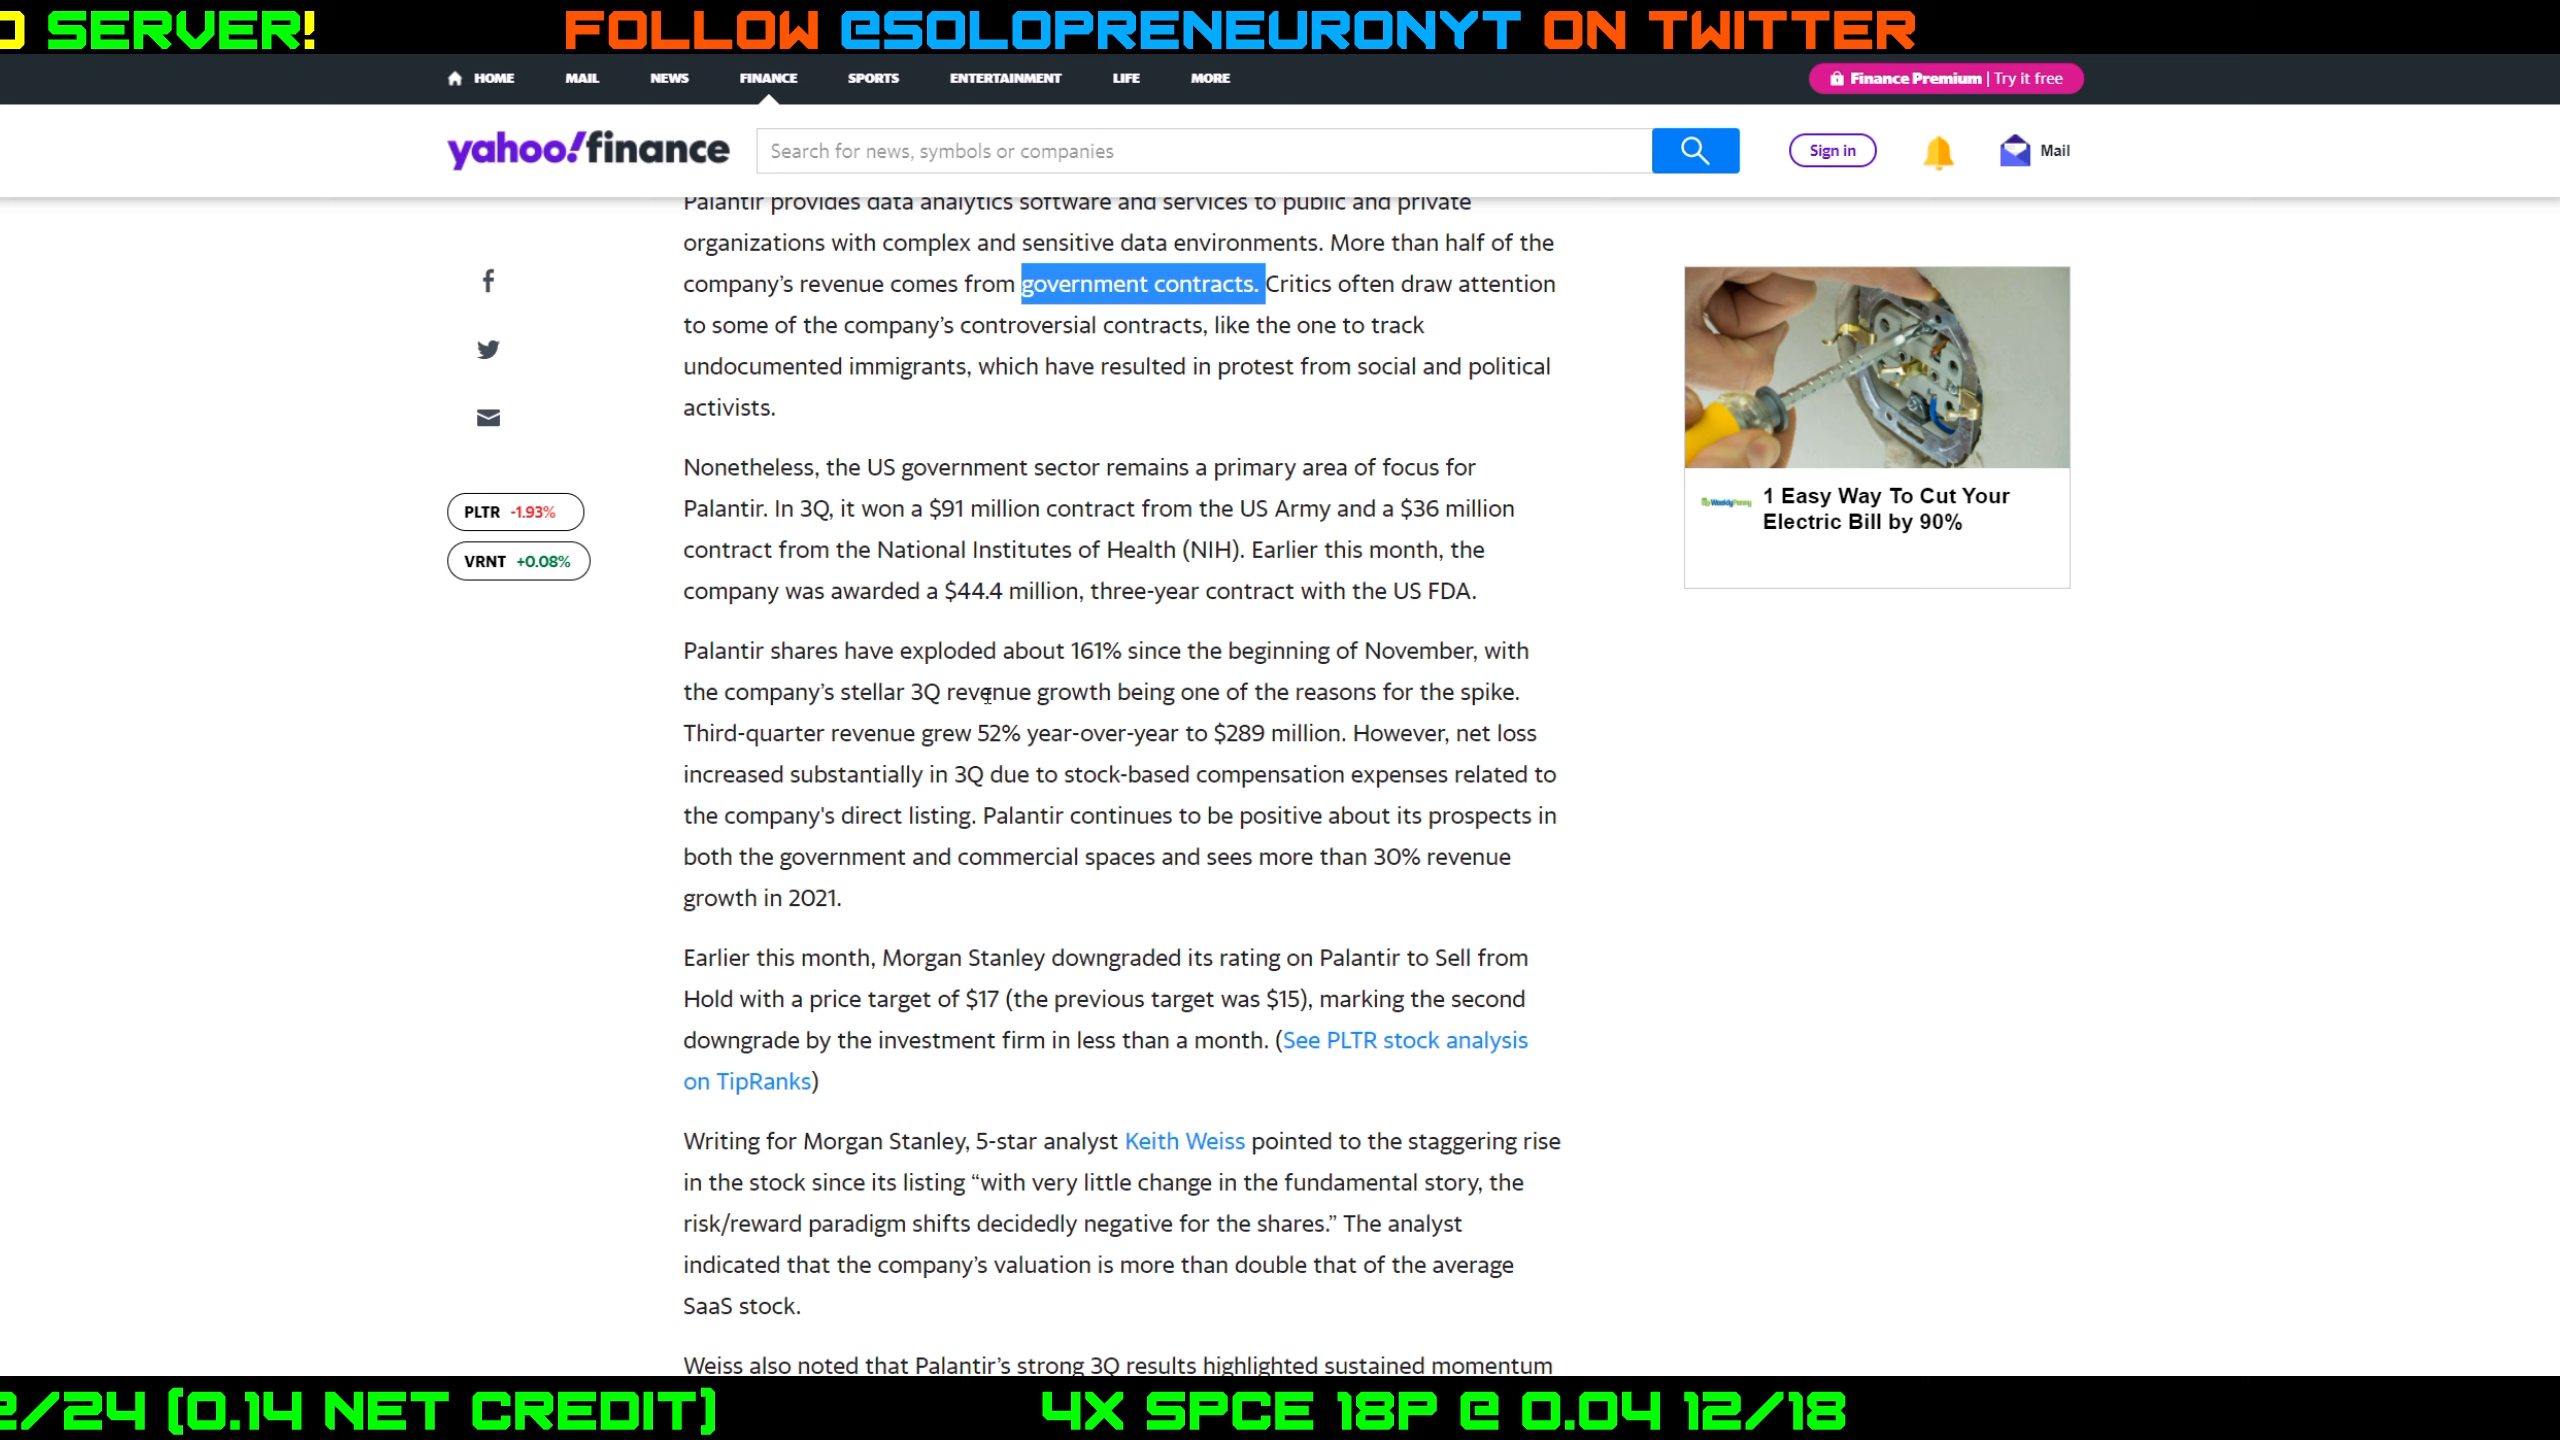 SERVER!
FOLLOW @SOLOPRENEURONYT ON TWITTER
HOME MAIL NEWS FINANCE SPORTS ENTERTAINMENT LIFE MORE
Finance Premium | Try it free
yahoo!finance
Search for news, symbols or companies
Sign in
Mail
Palantir provides data analytics software and services to public and private
organizations with complex and sensitive data environments. More than half of the
company’s revenue comes from government contracts. Critics often draw attention
to some of the company’s controversial contracts, like the one to track
undocumented immigrants, which have resulted in protest from social and political
activists.
PLTR -1.93%
VRNT +0.08%
Nonetheless, the US government sector remains a primary area of focus for
Palantir. In 3Q, it won a $91 million contract from the US Army and a $36 million
contract from the National Institutes of Health (NIH). Earlier this month, the
company was awarded a $44.4 million, three-year contract with the US FDA.
WeeklyPenny
1 Easy Way To Cut Your
Electric Bill by 90%
Palantir shares have exploded about 161% since the beginning of November, with
the company’s stellar 3Q revenue growth being one of the reasons for the spike.
Third-quarter revenue grew 52% year-over-year to $289 million. However, net loss
increased substantially in 3Q due to stock-based compensation expenses related to
the company's direct listing. Palantir continues to be positive about its prospects in
both the government and commercial spaces and sees more than 30% revenue
growth in 2021.
Earlier this month, Morgan Stanley downgraded its rating on Palantir to Sell from
Hold with a price target of $17 (the previous target was $15), marking the second
downgrade by the investment firm in less than a month. (See PLTR stock analysis
on TipRanks)
Writing for Morgan Stanley, 5-star analyst Keith Weiss pointed to the staggering rise
in the stock since its listing “with very little change in the fundamental story, the
risk/reward paradigm shifts decidedly negative for the shares.” The analyst
indicated that the company’s valuation is more than double that of the average
SaaS stock.
Weiss also noted that Palantir’s strong 3Q results highlighted sustained momentum
2/24 (0.14 NET CREDIT)
4X SPCE 18P @ 0.04 12/18